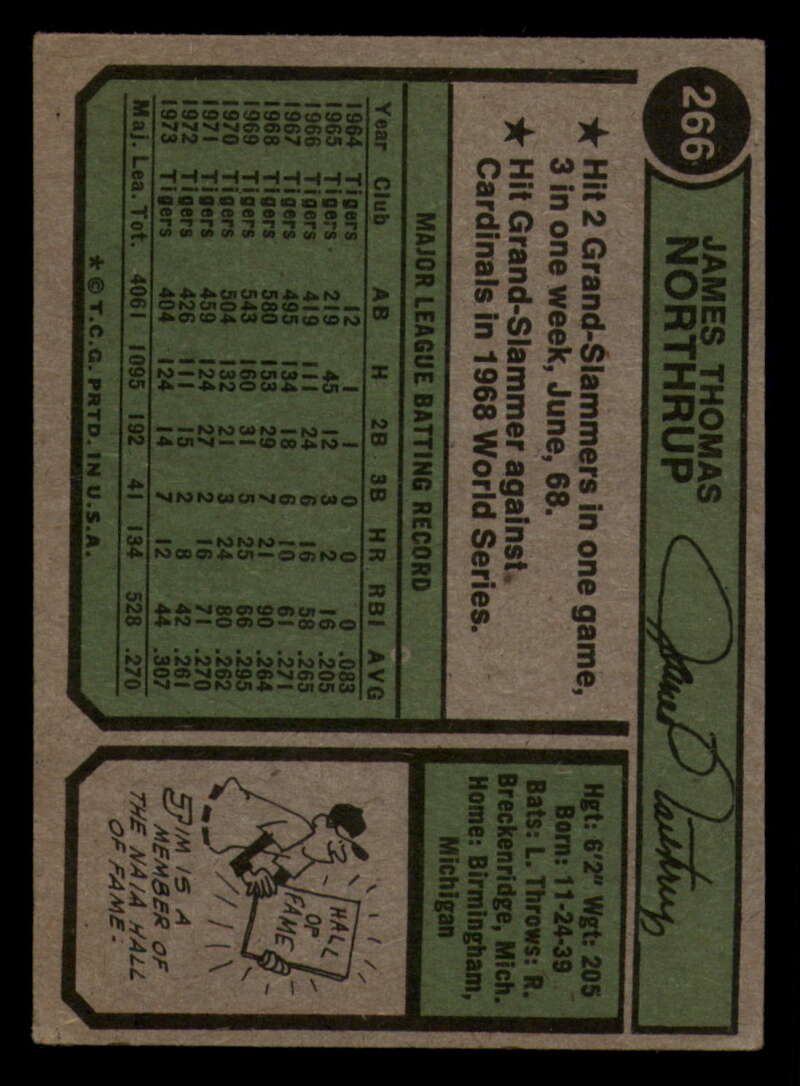 266
JAMES THOMAS
NORTHRUP
James T Northrup
★ Hit 2 Grand-Slammers in one game,
3 in one week, June, 68.
★ Hit Grand-Slammer against
Cardinals in 1968 World Series.
MAJOR LEAGUE BATTING RECORD
Year Club AB H 2B 3B HR RBI AVG
1964 Tigers 12 1 1 0 0 0 .083
1965 Tigers 219 45 12 3 2 16 .205
1966 Tigers 419 111 24 6 16 58 .265
1967 Tigers 495 134 18 6 10 61 .271
1968 Tigers 580 153 29 7 21 90 .264
1969 Tigers 543 160 31 5 25 66 .295
1970 Tigers 504 132 21 3 24 80 .262
1971 Tigers 459 124 27 2 16 71 .270
1972 Tigers 426 111 15 2 8 42 .261
1973 Tigers 404 124 14 7 12 44 .307
Maj. Lea. Tot. 4061 1095 192 41 134 528 .270
* © T.C.G. PRTD. IN U.S.A.
Hgt: 6'2" Wgt: 205
Born: 11-24-39
Bats: L. Throws: R.
Breckenridge, Mich.
Home: Birmingham,
Michigan
HALL
OF
FAME
JIM IS A
MEMBER OF
THE NAIA HALL
OF FAME.